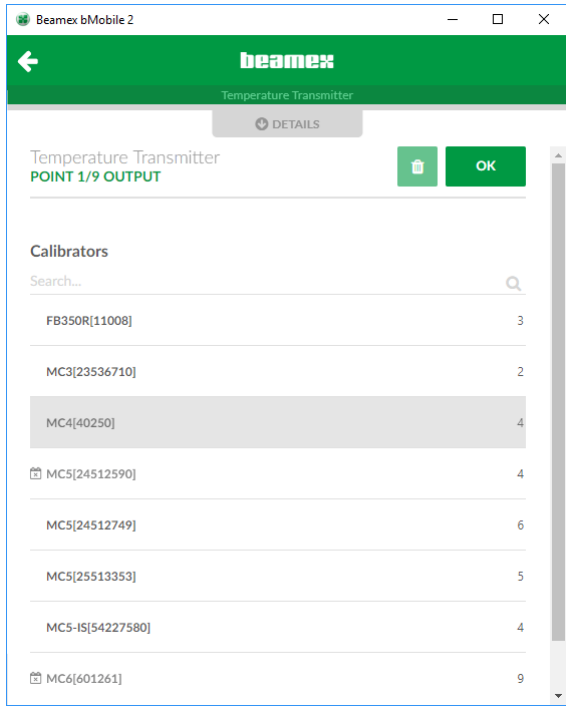 Beamex bMobile 2
beamex
Temperature Transmitter
DETAILS
Temperature Transmitter
POINT 1/9 OUTPUT
OK
Calibrators
Search...
FB350R[11008] 3
MC3[23536710] 2
MC4[40250] 4
MC5[24512590] 4
MC5[24512749] 6
MC5[25513353] 5
MC5-IS[54227580] 4
MC6[601261] 9